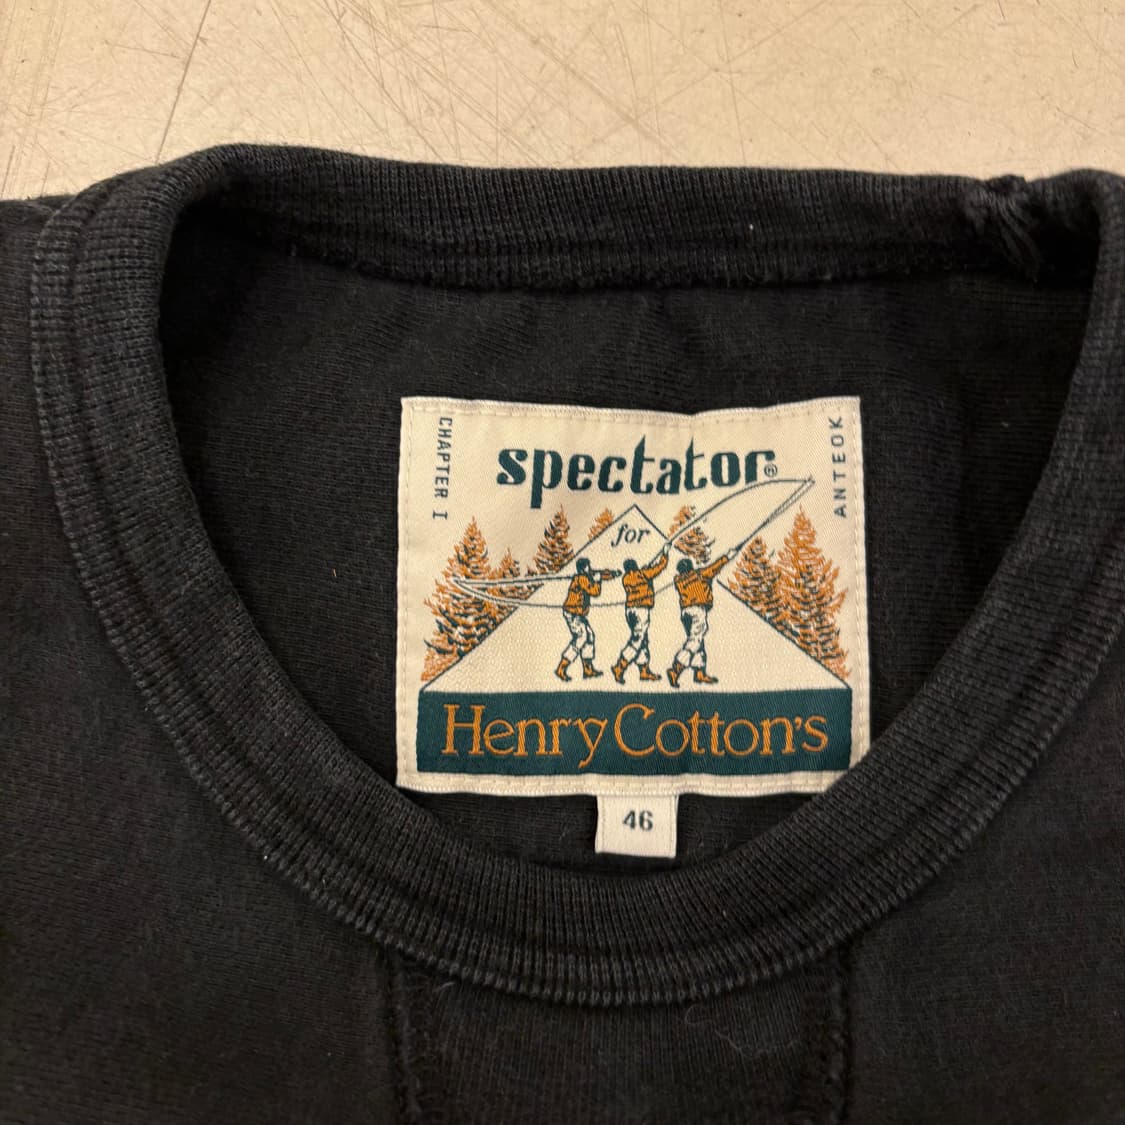 CHAPTER I
spectator®
ANTEOK
for
Henry Cotton's
46